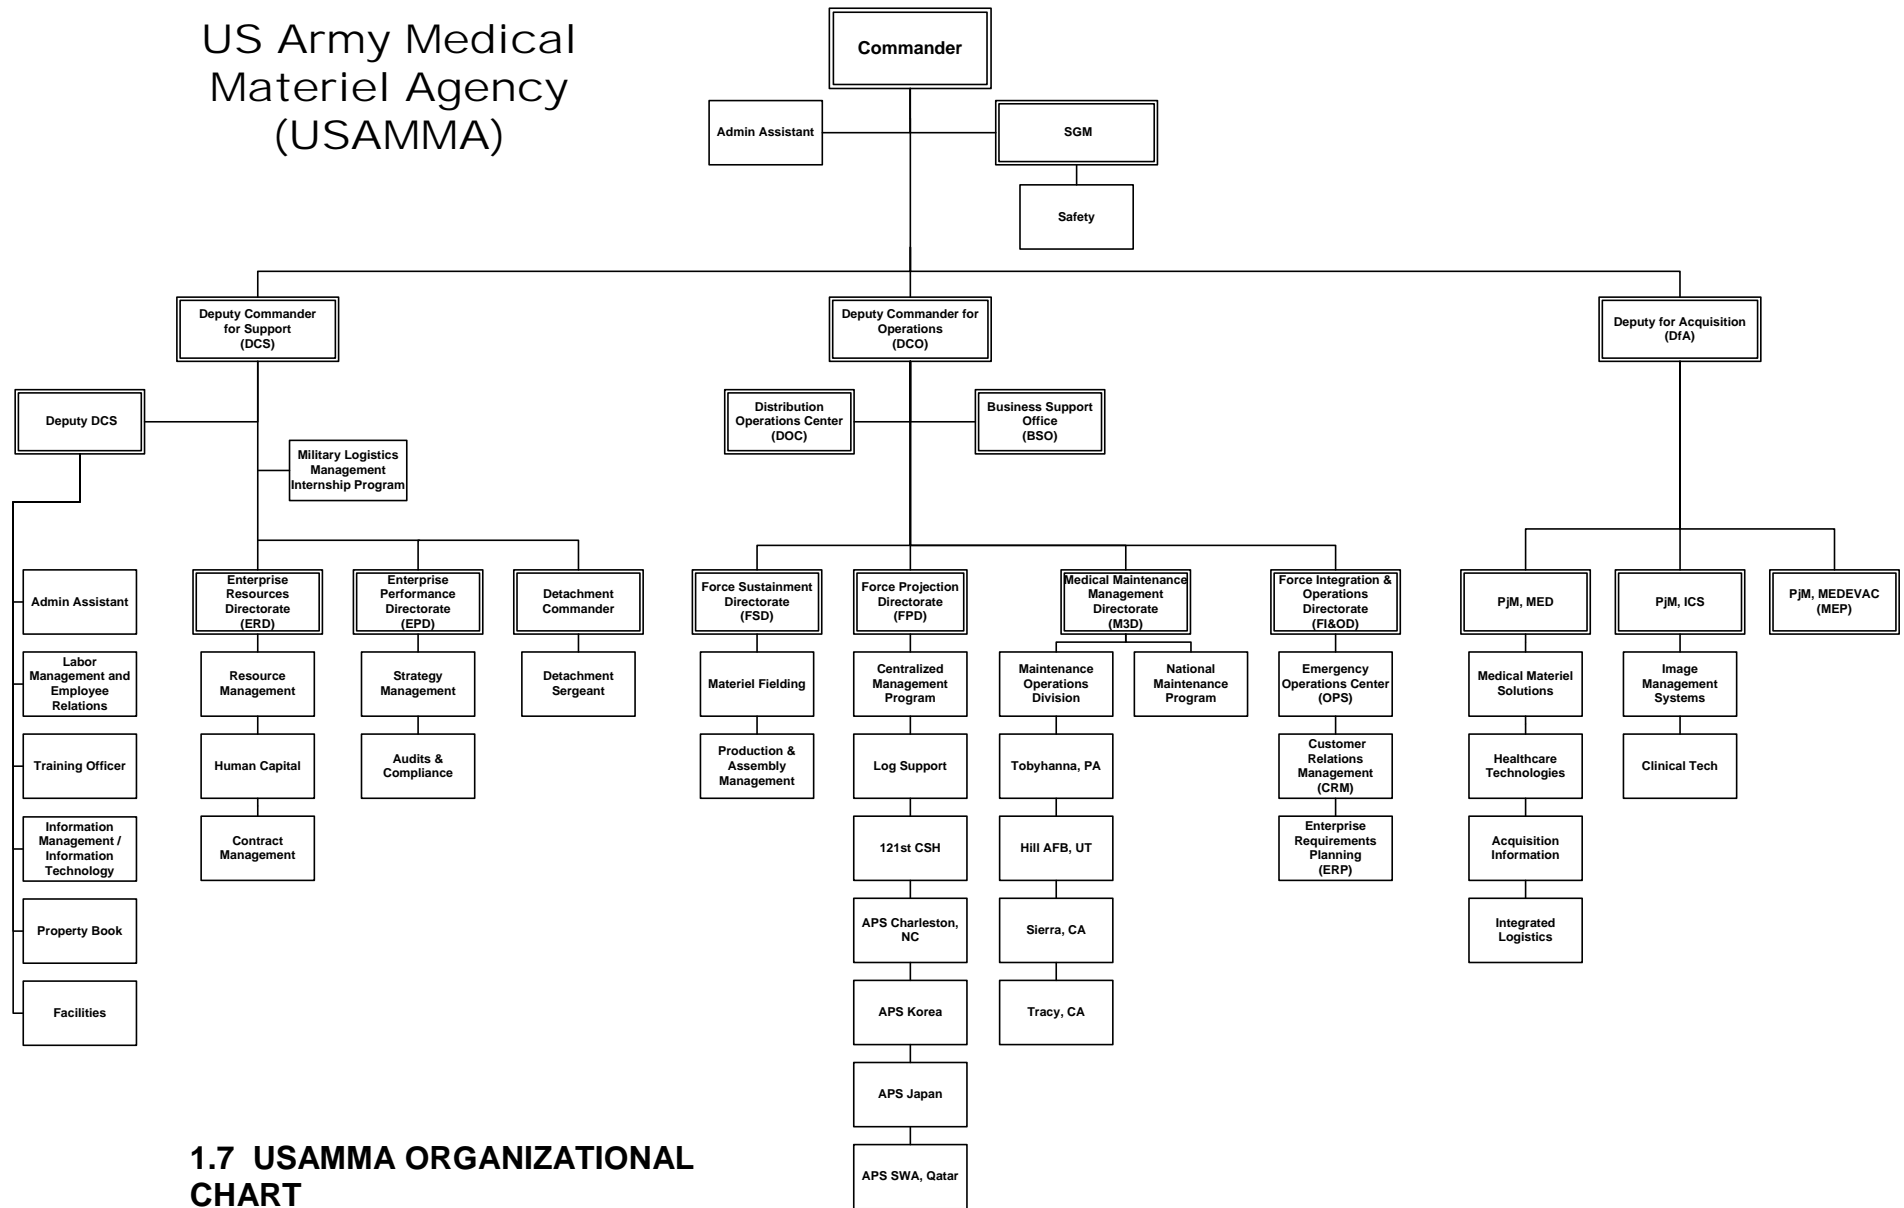 US Army Medical
Materiel Agency
(USAMMA)
Commander
Admin Assistant
SGM
Safety
Deputy Commander
for Support
(DCS)
Deputy Commander for
Operations
(DCO)
Deputy for Acquisition
(DfA)
Deputy DCS
Distribution
Operations Center
(DOC)
Business Support
Office
(BSO)
Military Logistics
Management
Internship Program
Admin Assistant
Labor
Management and
Employee
Relations
Training Officer
Information
Management /
Information
Technology
Property Book
Facilities
Enterprise
Resources
Directorate
(ERD)
Resource
Management
Human Capital
Contract
Management
Enterprise
Performance
Directorate
(EPD)
Strategy
Management
Audits &
Compliance
Detachment
Commander
Detachment
Sergeant
Force Sustainment
Directorate
(FSD)
Materiel Fielding
Production &
Assembly
Management
Force Projection
Directorate
(FPD)
Centralized
Management
Program
Log Support
121st CSH
APS Charleston,
NC
APS Korea
APS Japan
APS SWA, Qatar
Medical Maintenance
Management
Directorate
(M3D)
Maintenance
Operations
Division
Tobyhanna, PA
Hill AFB, UT
Sierra, CA
Tracy, CA
National
Maintenance
Program
Force Integration &
Operations
Directorate
(FI&OD)
Emergency
Operations Center
(OPS)
Customer
Relations
Management
(CRM)
Enterprise
Requirements
Planning
(ERP)
PjM, MED
Medical Materiel
Solutions
Healthcare
Technologies
Acquisition
Information
Integrated
Logistics
PjM, ICS
Image
Management
Systems
Clinical Tech
PjM, MEDEVAC
(MEP)
1.7 USAMMA ORGANIZATIONAL
CHART